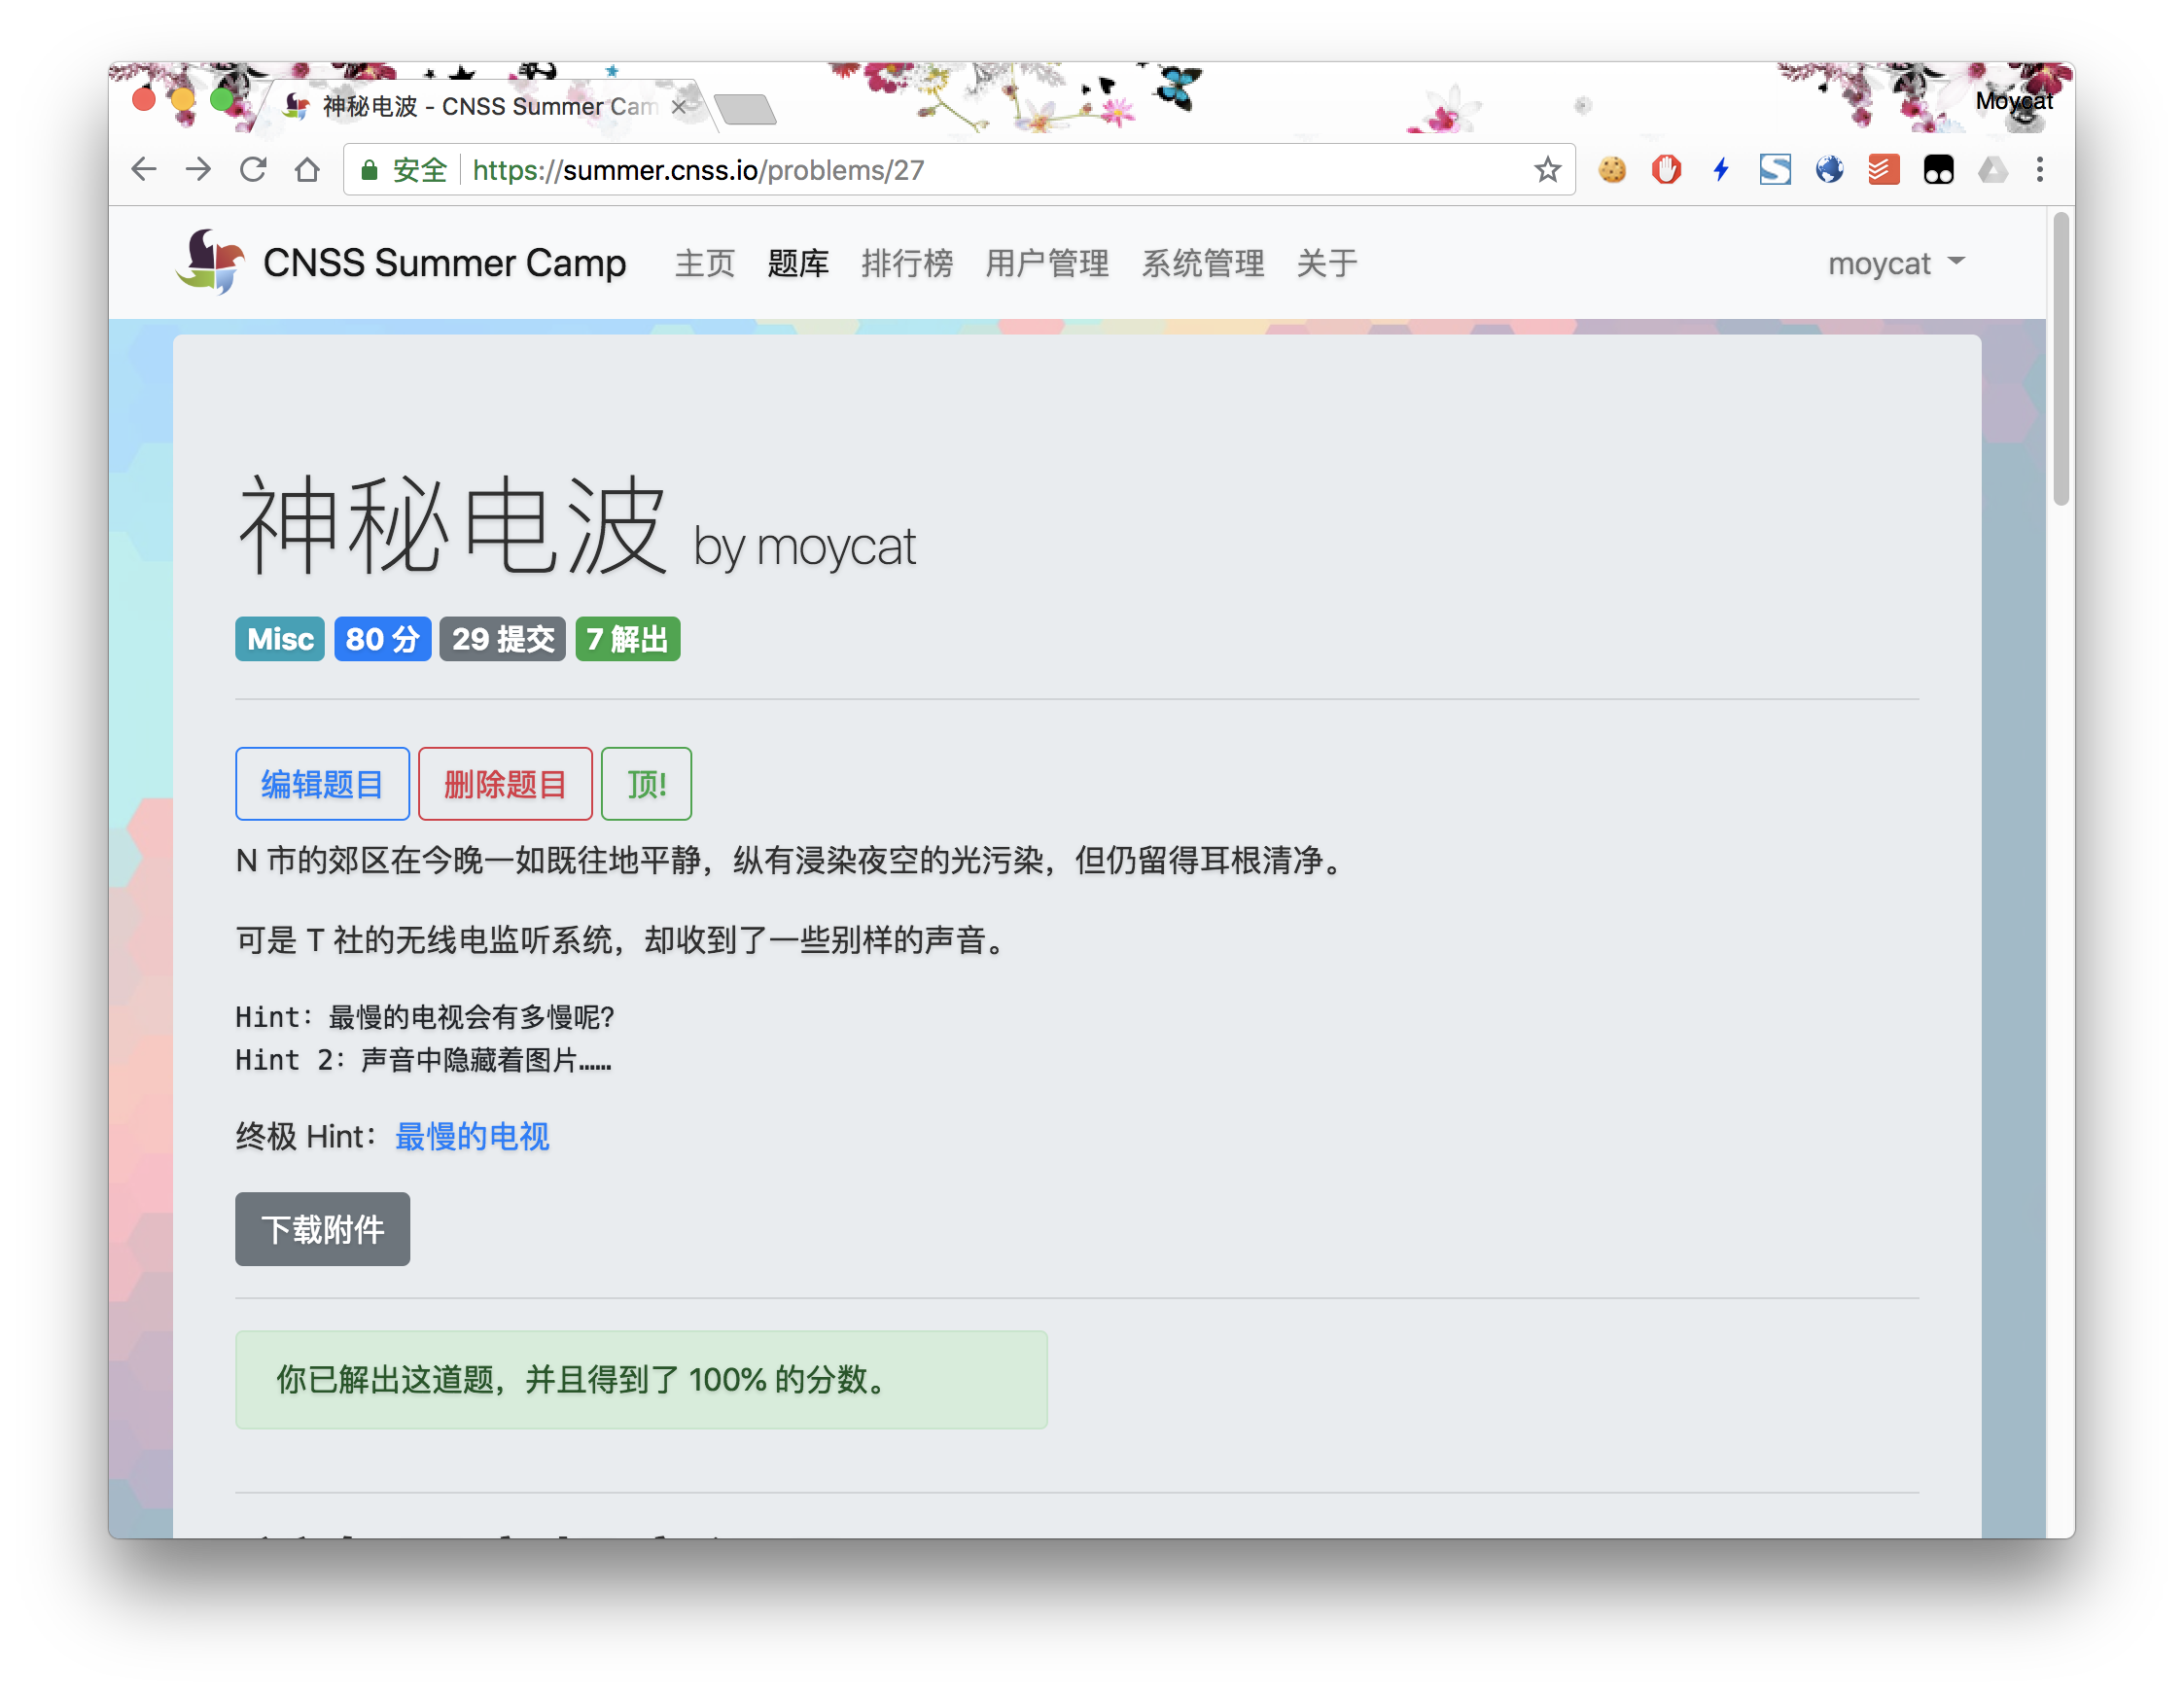 神秘电波 - CNSS Summer Cam
Moycat
安全 https://summer.cnss.io/problems/27
CNSS Summer Camp 主页 题库 排行榜 用户管理 系统管理 关于 moycat
神秘电波 by moycat
Misc 80 分 29 提交 7 解出
编辑题目 删除题目 顶!
N 市的郊区在今晚一如既往地平静，纵有浸染夜空的光污染，但仍留得耳根清净。
可是 T 社的无线电监听系统，却收到了一些别样的声音。
Hint: 最慢的电视会有多慢呢?
Hint 2: 声音中隐藏着图片……
终极 Hint：最慢的电视
下载附件
你已解出这道题，并且得到了 100% 的分数。